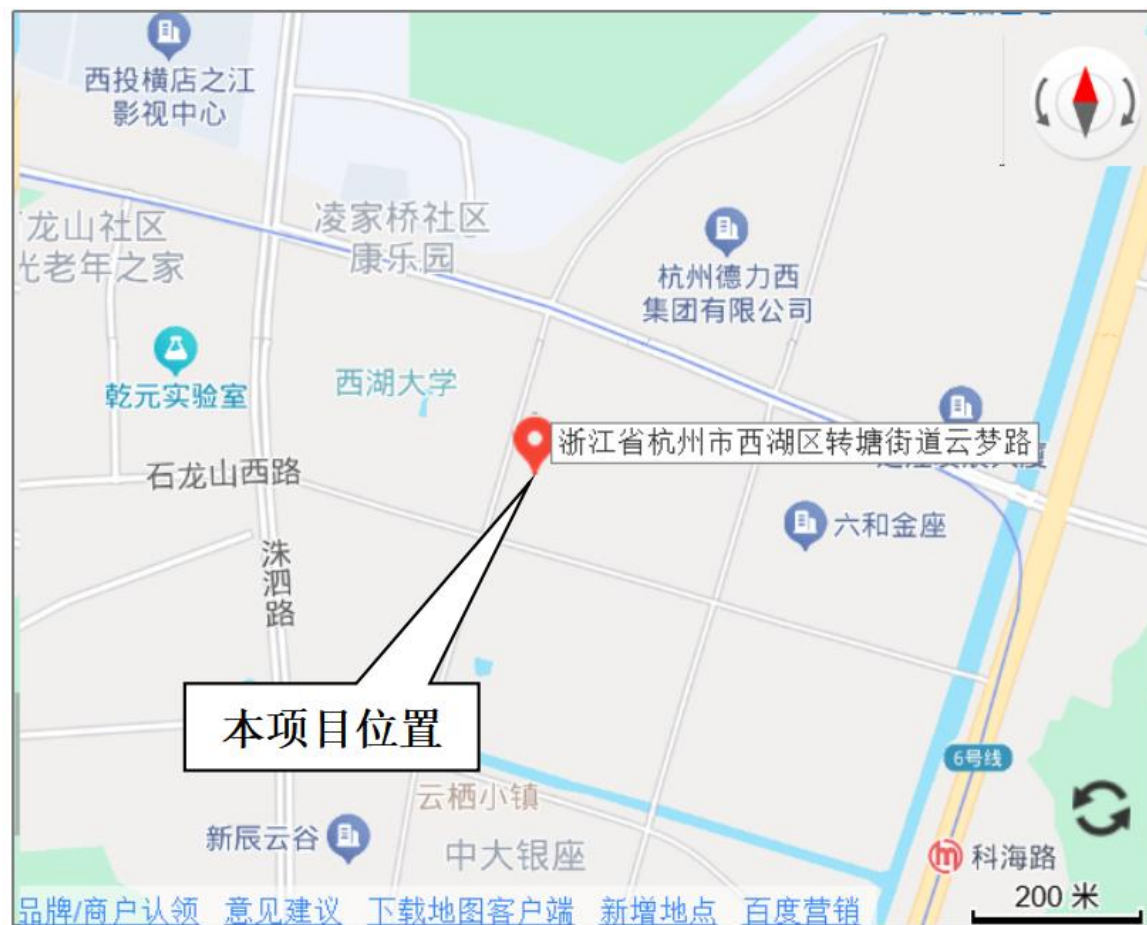 西投横店之江
影视中心
龙山社区
光老年之家
凌家桥社区
康乐园
杭州德力西
集团有限公司
乾元实验室
西湖大学
浙江省杭州市西湖区转塘街道云梦路
石龙山西路
六和金座
洙泗路
本项目位置
6号线
云栖小镇
新辰云谷
中大银座
科海路
200 米
品牌/商户认领 意见建议 下载地图客户端 新增地点 百度营销